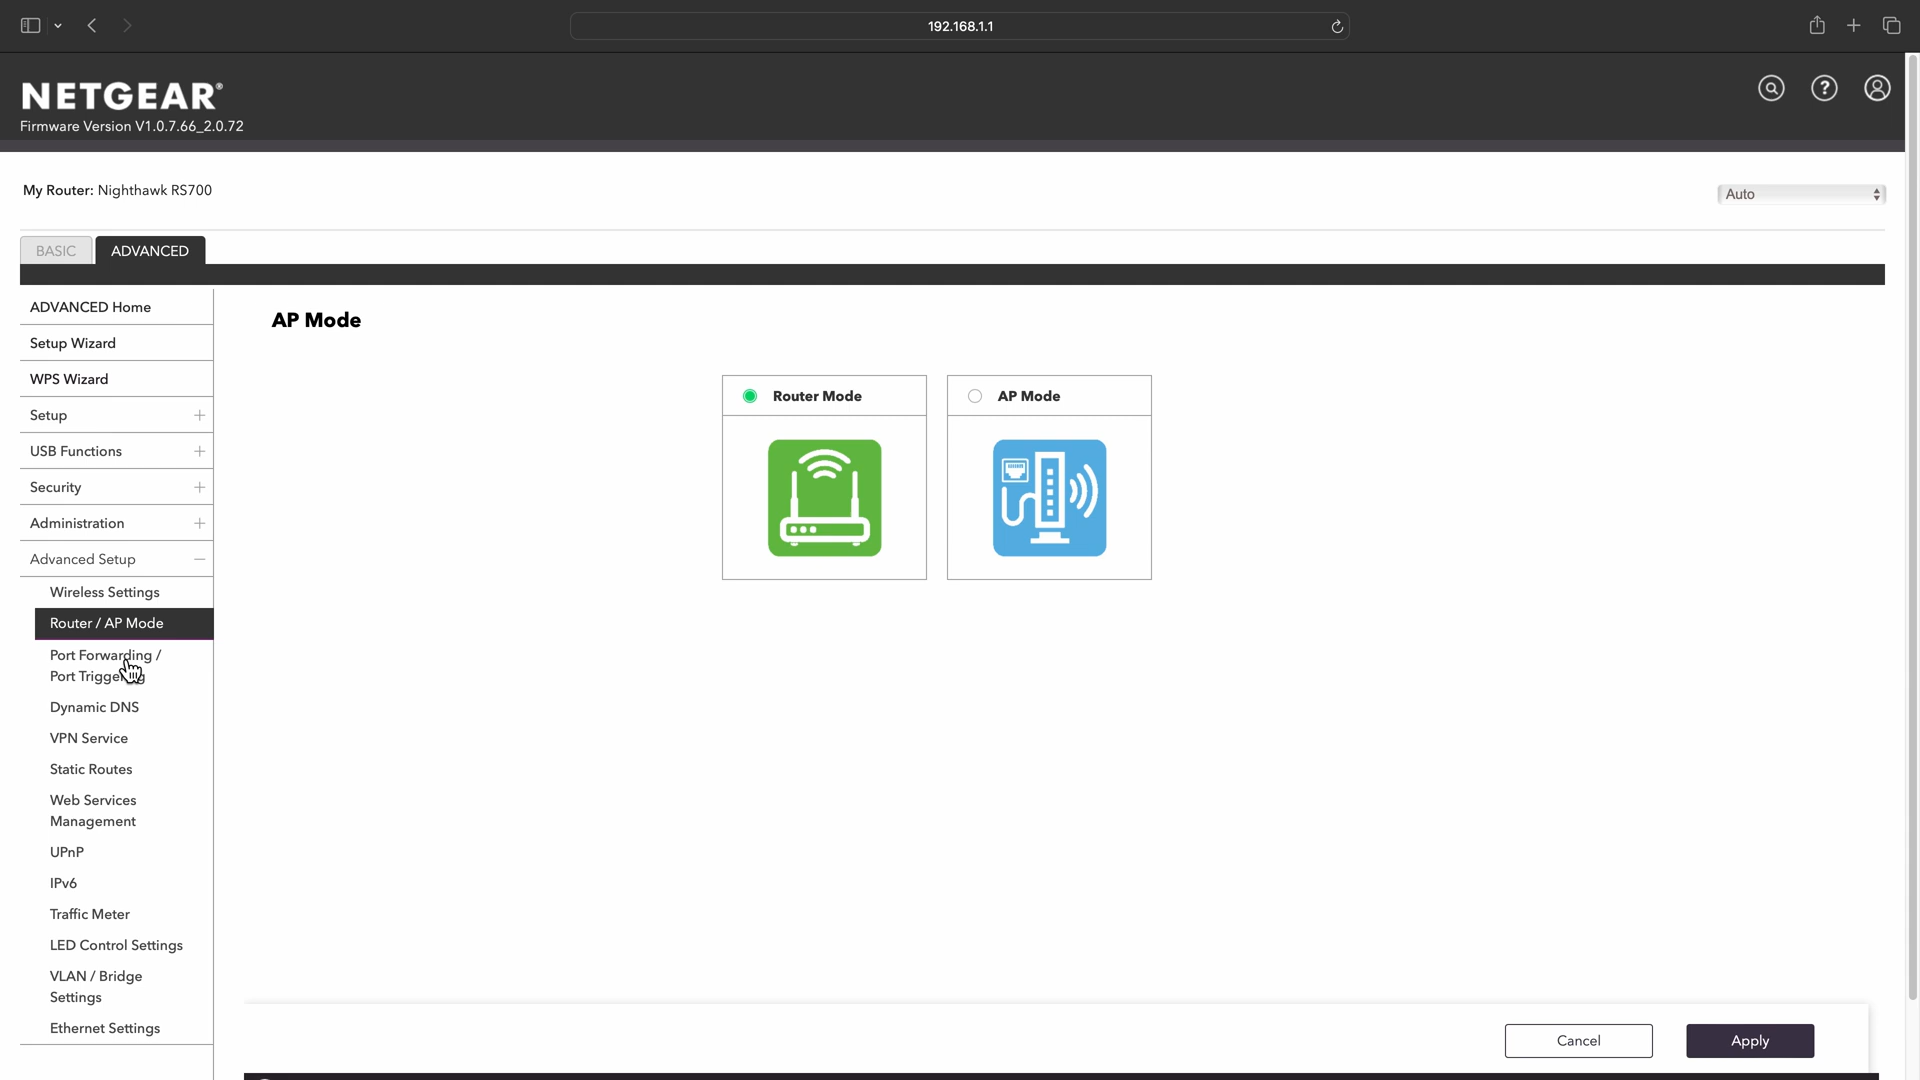 192.168.1.1
NETGEAR®
Firmware Version V1.0.7.66_2.0.72
My Router: Nighthawk RS700
Auto
BASIC
ADVANCED
ADVANCED Home
Setup Wizard
WPS Wizard
Setup
USB Functions
Security
Administration
Advanced Setup
Wireless Settings
Router / AP Mode
Port Forwarding /
Port Triggering
Dynamic DNS
VPN Service
Static Routes
Web Services
Management
UPnP
IPv6
Traffic Meter
LED Control Settings
VLAN / Bridge
Settings
Ethernet Settings
AP Mode
Router Mode
AP Mode
Cancel
Apply